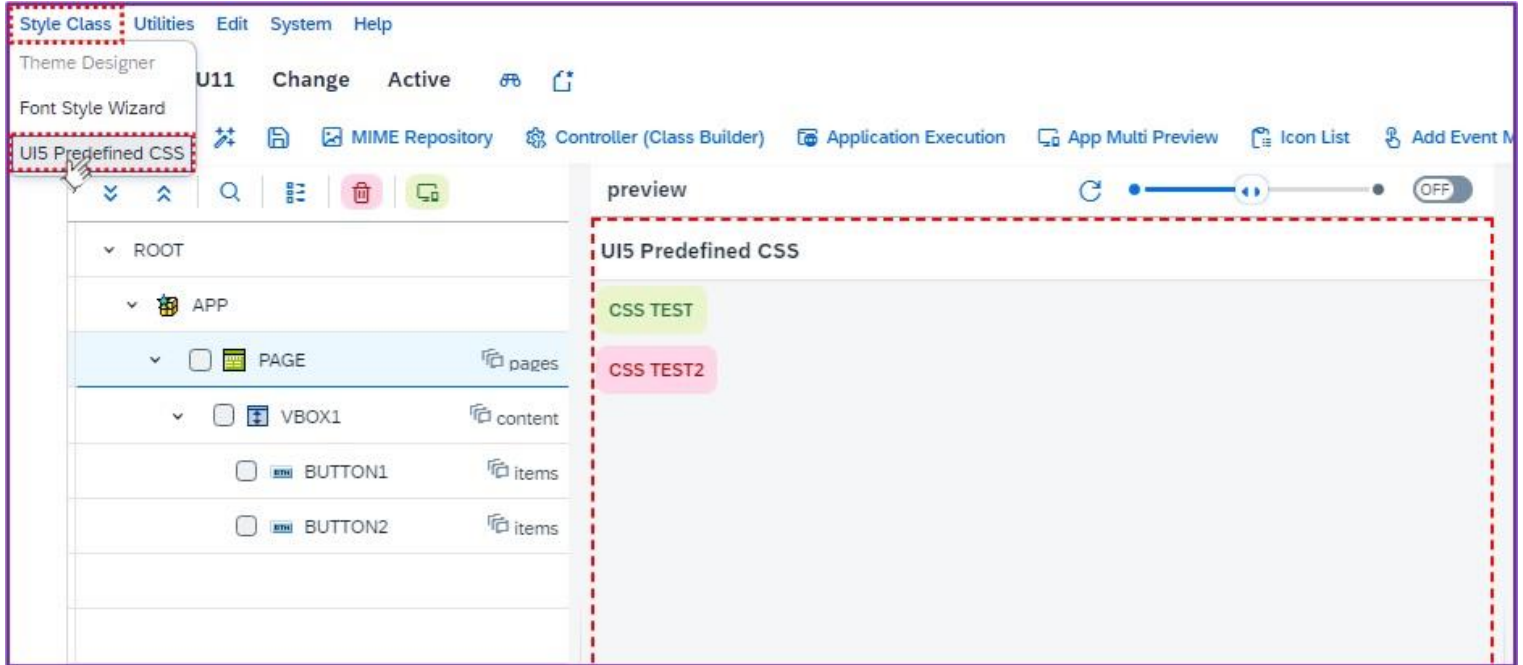 Style Class Utilities Edit System Help
Theme Designer
U11 Change Active
Font Style Wizard
UI5 Predefined CSS
MIME Repository Controller (Class Builder) Application Execution App Multi Preview Icon List Add Event M
preview
OFF
ROOT
UI5 Predefined CSS
APP
CSS TEST
PAGE pages
CSS TEST2
VBOX1 content
BUTTON1 items
BUTTON2 items